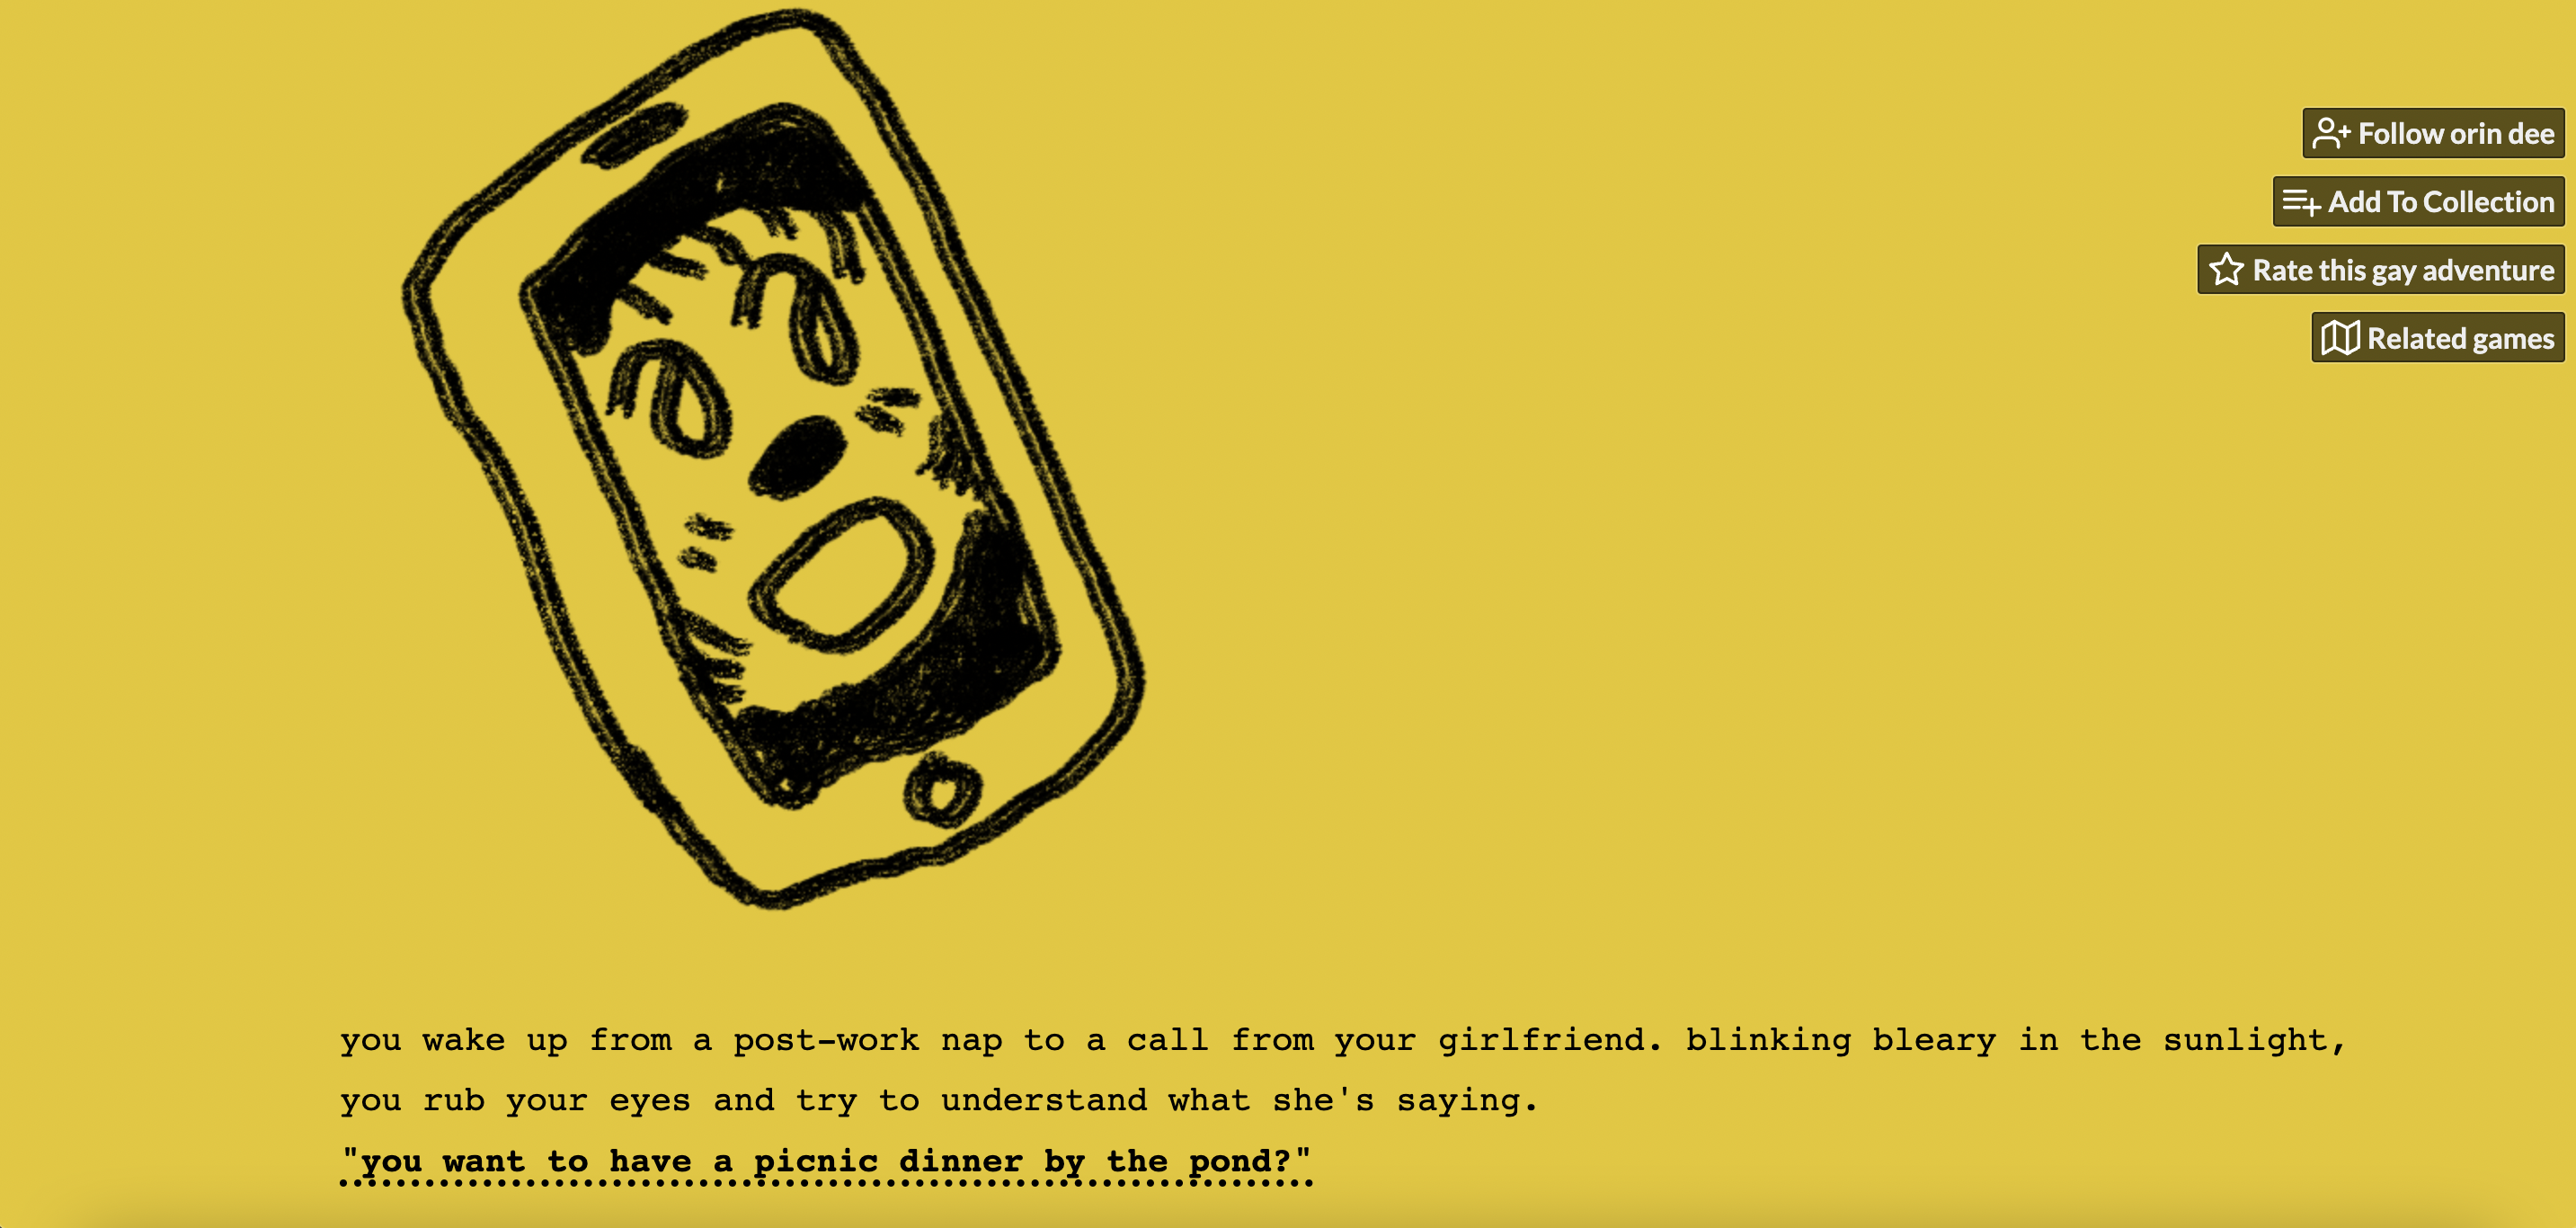 Follow orin dee
Add To Collection
Rate this gay adventure
Related games
you wake up from a post-work nap to a call from your girlfriend. blinking bleary in the sunlight,
you rub your eyes and try to understand what she's saying.
"you want to have a picnic dinner by the pond?"